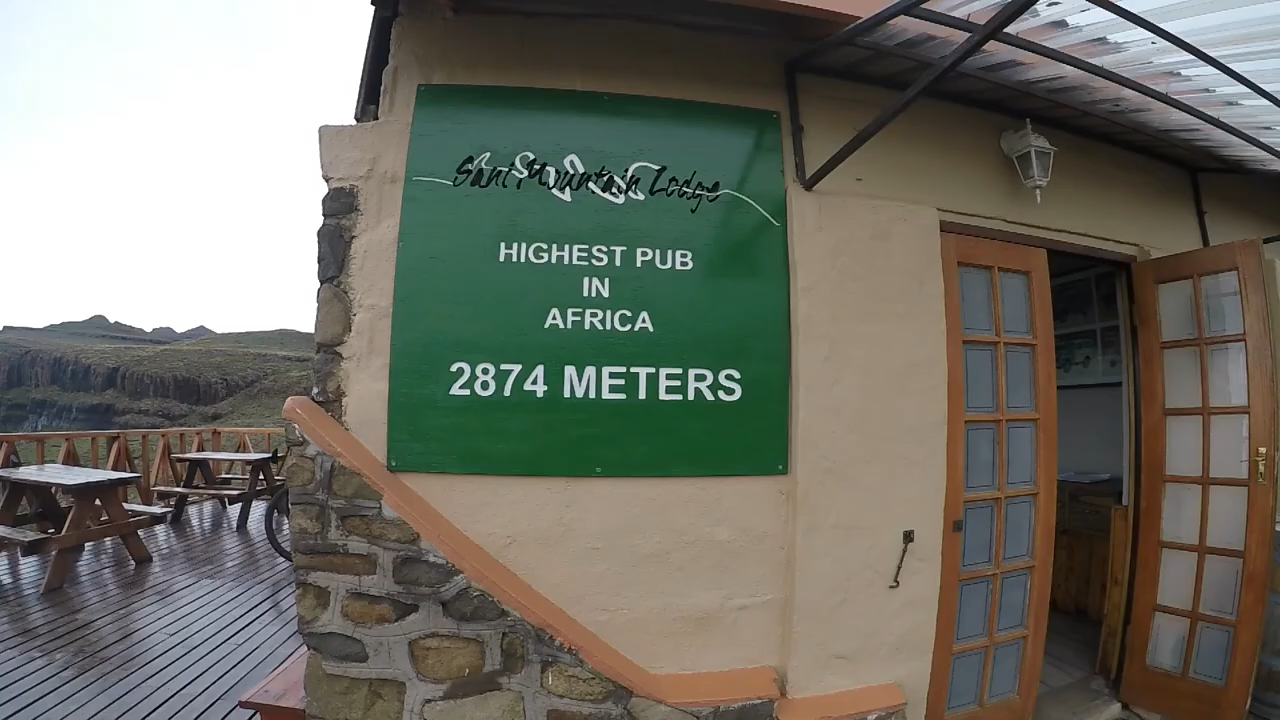 Sani Mountain Lodge
HIGHEST PUB
IN
AFRICA
2874 METERS